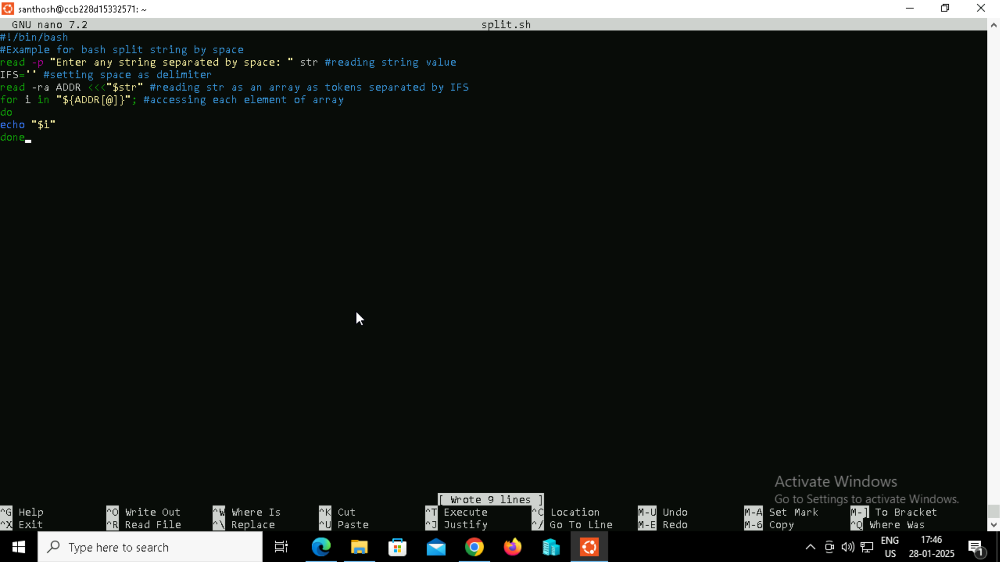 santhosh@ccb228d15332571: ~
GNU nano 7.2 split.sh
#!/bin/bash
#Example for bash split string by space
read -p "Enter any string separated by space: " str #reading string value
IFS='' #setting space as delimiter
read -ra ADDR <<<"$str" #reading str as an array as tokens separated by IFS
for i in "${ADDR[@]}"; #accessing each element of array
do
echo "$i"
done
Activate Windows
Go to Settings to activate Windows.
[ Wrote 9 lines ]
^G Help ^O Write Out ^W Where Is ^K Cut ^T Execute ^C Location M-U Undo M-A Set Mark M-] To Bracket
^X Exit ^R Read File ^\ Replace ^U Paste ^J Justify ^/ Go To Line M-E Redo M-6 Copy ^Q Where Was
Type here to search
ENG
US
17:46
28-01-2025
1